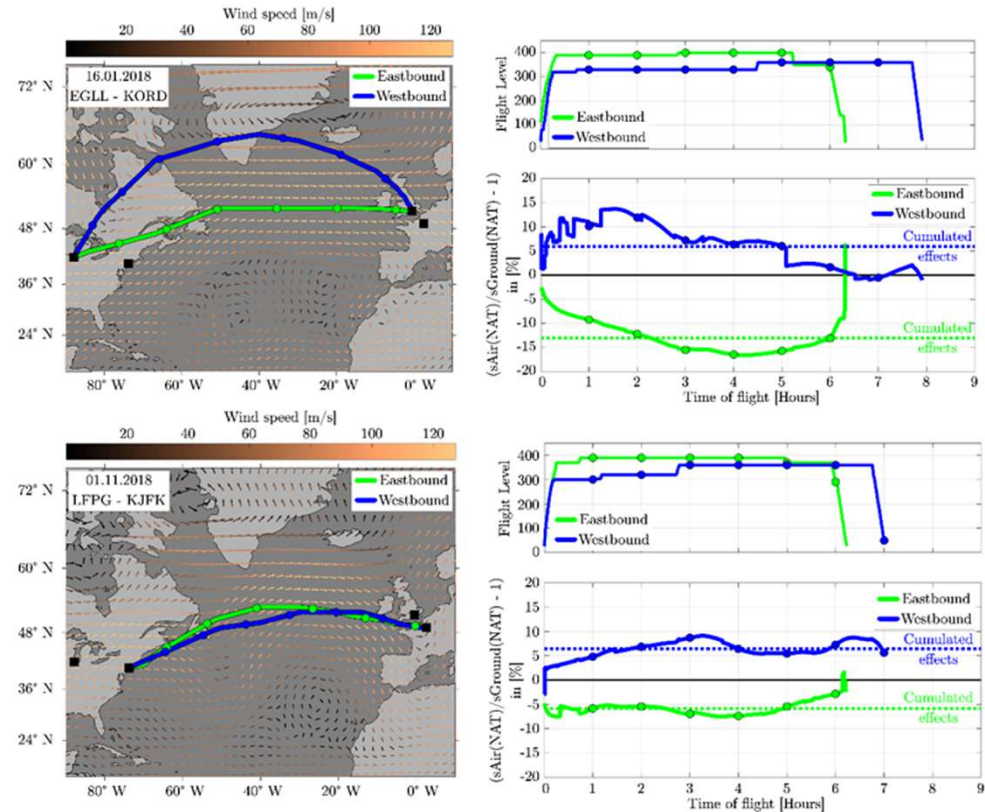 Wind speed [m/s]
20 40 60 80 100 120
16.01.2018
EGLL - KORD
Eastbound
Westbound
72° N
60° N
48° N
36° N
24° N
80° W 60° W 40° W 20° W 0° W
Flight Level
400
300
200
100
0
Eastbound
Westbound
(sAir(NAT)/sGround(NAT) - 1)
in [%]
20
15
10
5
0
-5
-10
-15
-20
Eastbound
Westbound
Cumulated
effects
Cumulated
effects
0 1 2 3 4 5 6 7 8 9
Time of flight [Hours]
Wind speed [m/s]
20 40 60 80 100 120
01.11.2018
LFPG - KJFK
Eastbound
Westbound
72° N
60° N
48° N
36° N
24° N
80° W 60° W 40° W 20° W 0° W
Flight Level
400
300
200
100
0
Eastbound
Westbound
(sAir(NAT)/sGround(NAT) - 1)
in [%]
20
15
10
5
0
-5
-10
-15
-20
Eastbound
Westbound
Cumulated
effects
Cumulated
effects
0 1 2 3 4 5 6 7 8 9
Time of flight [Hours]